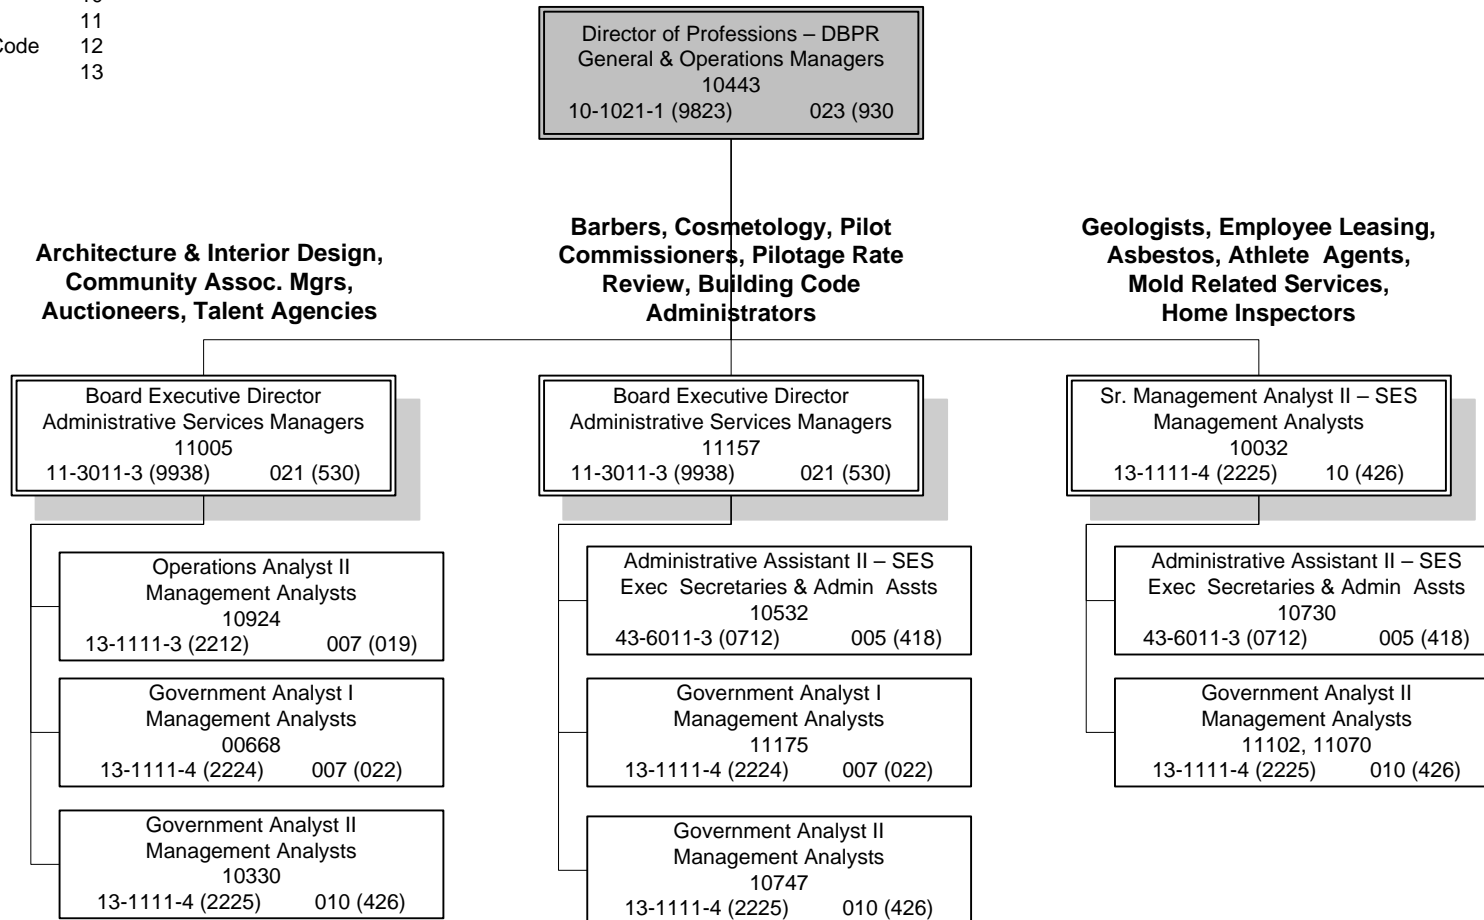 11
Code 12
13
Director of Professions – DBPR
General & Operations Managers
10443
10-1021-1 (9823) 023 (930
Architecture & Interior Design,
Community Assoc. Mgrs,
Auctioneers, Talent Agencies
Barbers, Cosmetology, Pilot
Commissioners, Pilotage Rate
Review, Building Code
Administrators
Geologists, Employee Leasing,
Asbestos, Athlete Agents,
Mold Related Services,
Home Inspectors
Board Executive Director
Administrative Services Managers
11005
11-3011-3 (9938) 021 (530)
Operations Analyst II
Management Analysts
10924
13-1111-3 (2212) 007 (019)
Government Analyst I
Management Analysts
00668
13-1111-4 (2224) 007 (022)
Government Analyst II
Management Analysts
10330
13-1111-4 (2225) 010 (426)
Board Executive Director
Administrative Services Managers
11157
11-3011-3 (9938) 021 (530)
Administrative Assistant II – SES
Exec Secretaries & Admin Assts
10532
43-6011-3 (0712) 005 (418)
Government Analyst I
Management Analysts
11175
13-1111-4 (2224) 007 (022)
Government Analyst II
Management Analysts
10747
13-1111-4 (2225) 010 (426)
Sr. Management Analyst II – SES
Management Analysts
10032
13-1111-4 (2225) 10 (426)
Administrative Assistant II – SES
Exec Secretaries & Admin Assts
10730
43-6011-3 (0712) 005 (418)
Government Analyst II
Management Analysts
11102, 11070
13-1111-4 (2225) 010 (426)